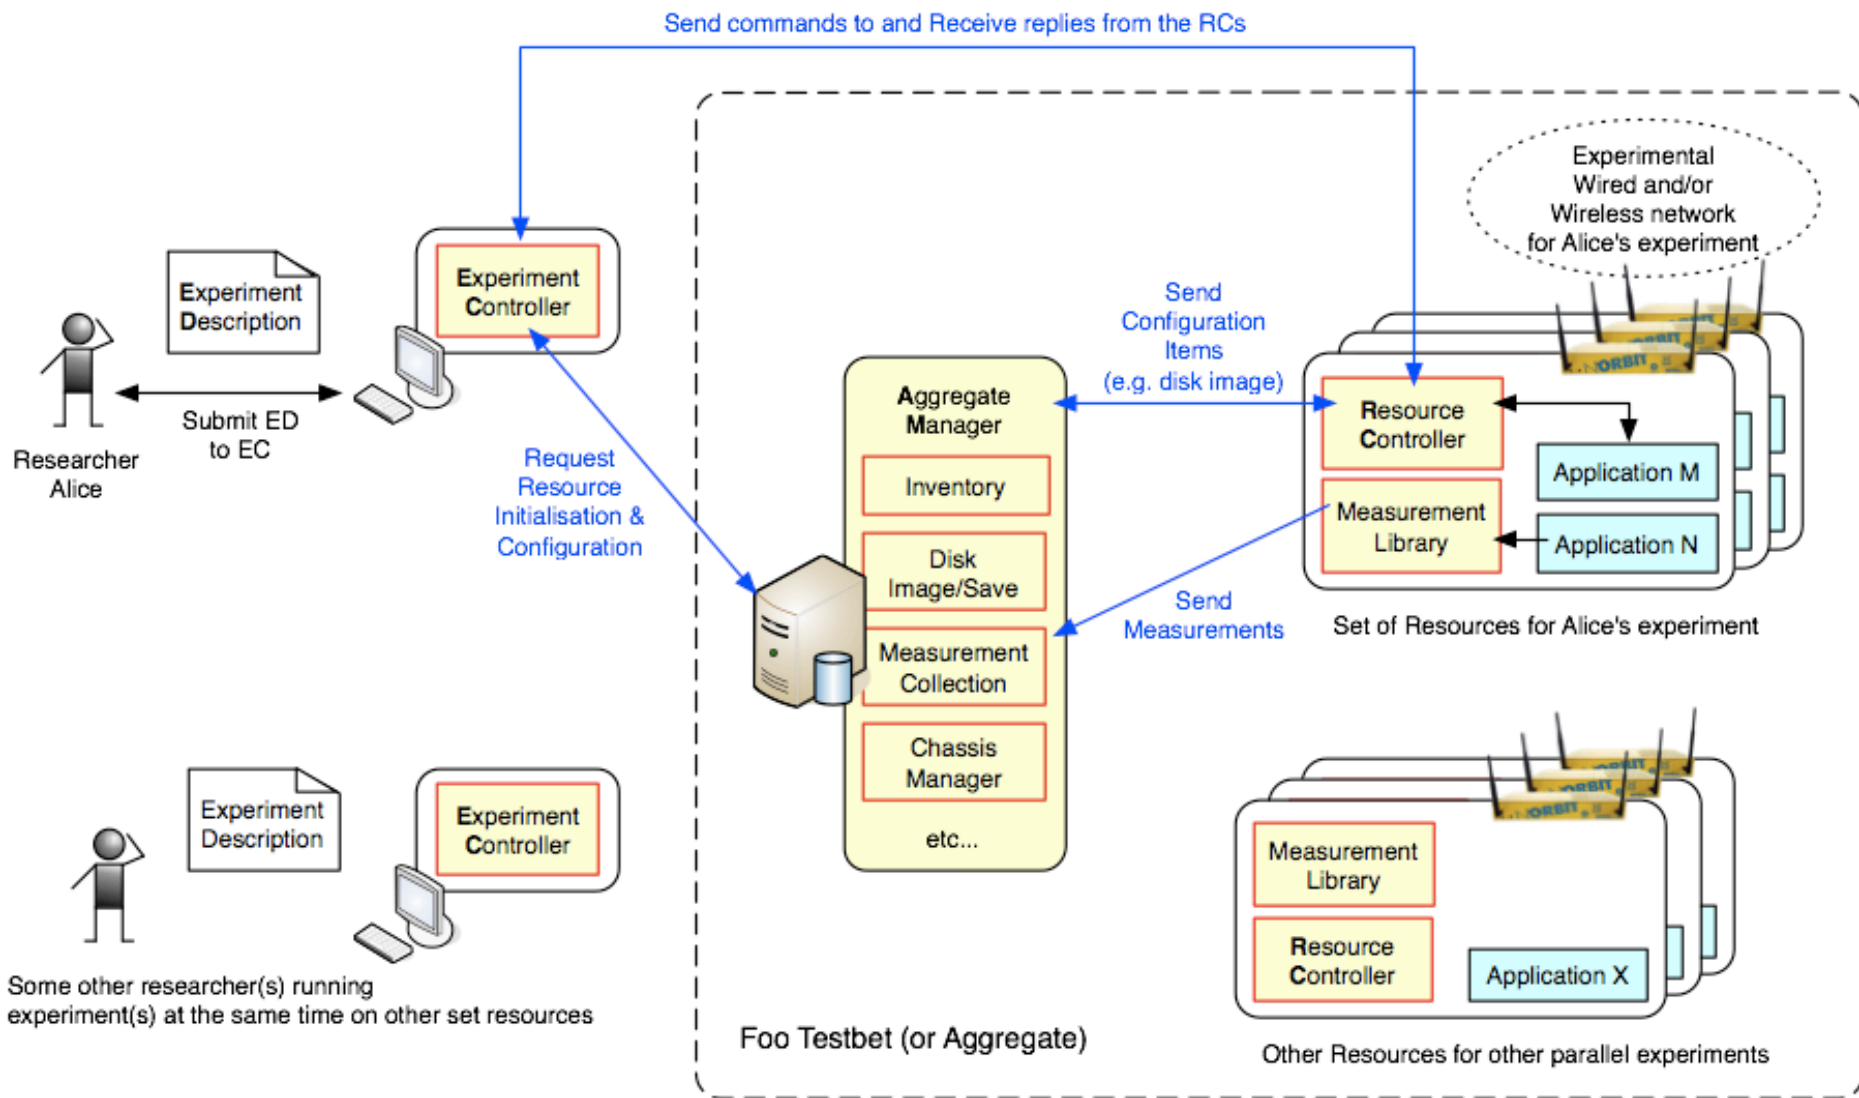 Send commands to and Receive replies from the RCs
Experimental
Wired and/or
Wireless network
for Alice's experiment
Experiment
Description
Experiment
Controller
Submit ED
to EC
Researcher
Alice
Request
Resource
Initialisation &
Configuration
Send
Configuration
Items
(e.g. disk image)
Aggregate
Manager
Inventory
Disk
Image/Save
Measurement
Collection
Chassis
Manager
etc...
Send
Measurements
ORBIT
Resource
Controller
Application M
Measurement
Library
Application N
Set of Resources for Alice's experiment
Experiment
Description
Experiment
Controller
Some other researcher(s) running
experiment(s) at the same time on other set resources
ORBIT
ORBIT
ORBIT
Measurement
Library
Resource
Controller
Application X
Other Resources for other parallel experiments
Foo Testbet (or Aggregate)